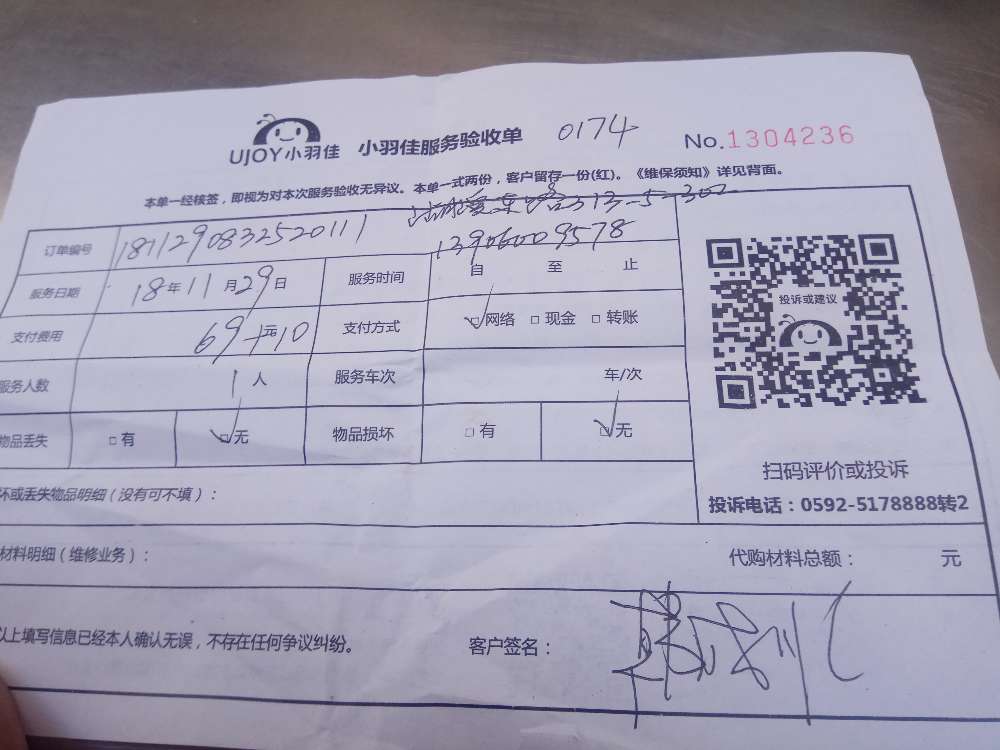 UJOY小羽佳 小羽佳服务验收单 0174 No.1304236
本单一经核签，即视为对本次服务验收无异议。本单一式两份，客户留存一份(红)。《维保须知》详见背面。
313-5-302
订单编号 1811290832520111 13906009578
服务日期 18年11月29日 服务时间 自 至 止
支付费用 69元 10 支付方式 网络 现金 转账
投诉或建议
服务人数 1人 服务车次 车/次
物品丢失 有 无 物品损坏 有 无
扫码评价或投诉
坏或丢失物品明细（没有可不填）：
投诉电话：0592-5178888转2
材料明细（维修业务）： 代购材料总额： 元
以上填写信息已经本人确认无误，不存在任何争议纠纷。 客户签名：